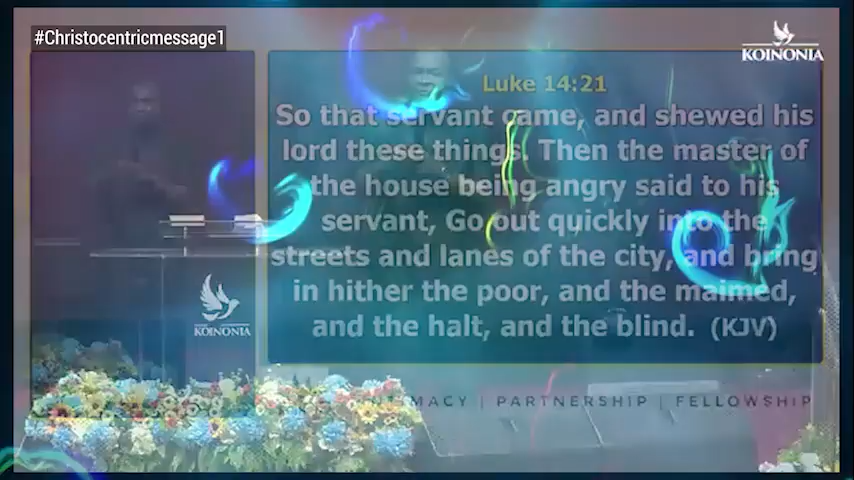 #Christocentricmessage1
KOINONIA
Luke 14:21
So that servant came, and shewed his
lord these things. Then the master of
the house being angry said to his
servant, Go out quickly into the
streets and lanes of the city, and bring
in hither the poor, and the maimed,
and the halt, and the blind. (KJV)
KOINONIA
MACY | PARTNERSHIP | FELLOWSHIP